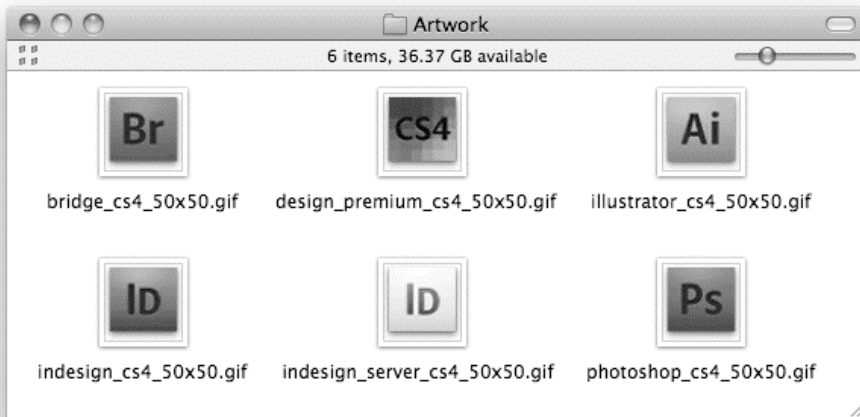 Artwork
6 items, 36.37 GB available
Br CS4 Ai
bridge_cs4_50x50.gif design_premium_cs4_50x50.gif illustrator_cs4_50x50.gif
ID ID Ps
indesign_cs4_50x50.gif indesign_server_cs4_50x50.gif photoshop_cs4_50x50.gif